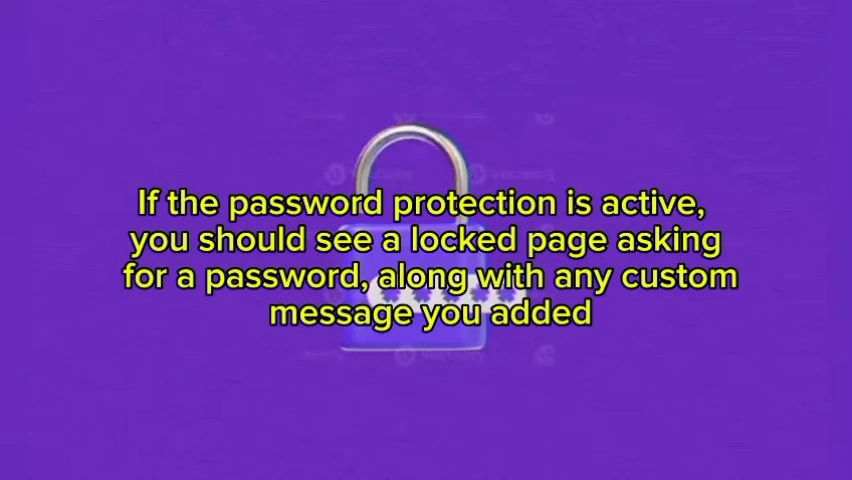 If the password protection is active,
you should see a locked page asking
for a password, along with any custom
message you added